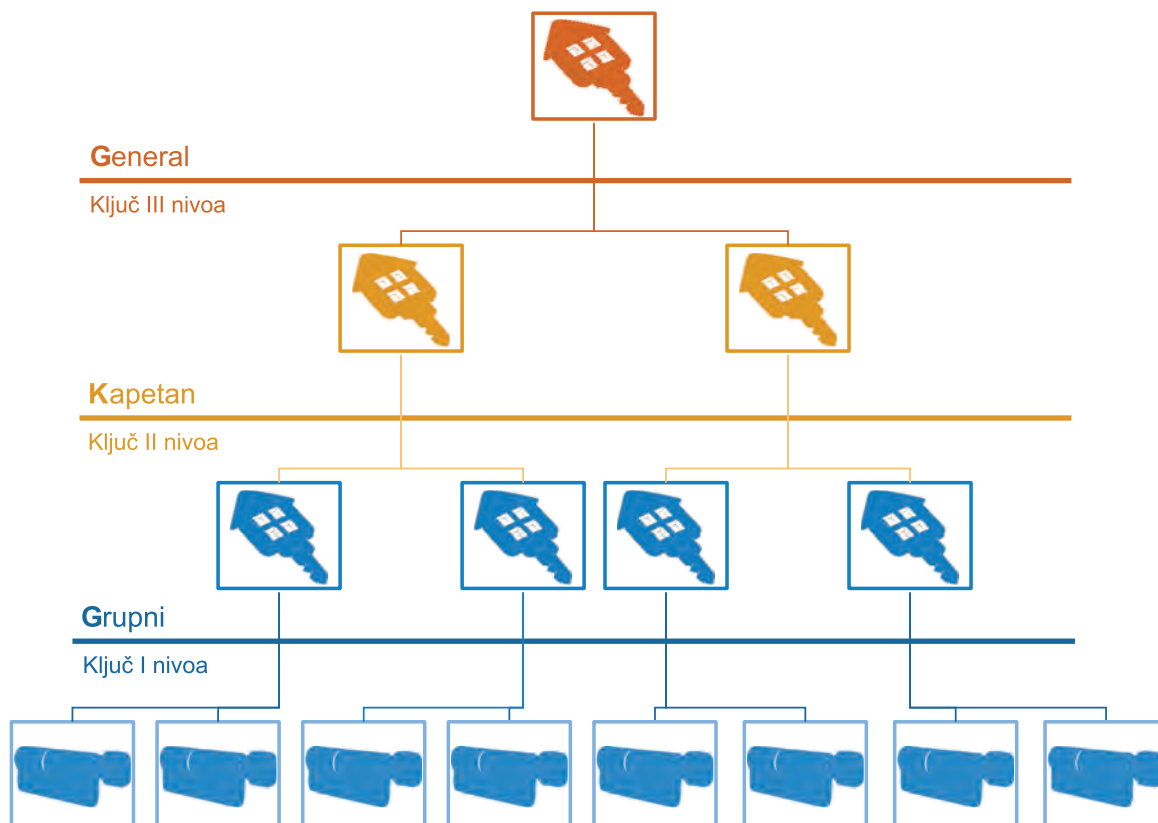 General
Ključ III nivoa
Kapetan
Ključ II nivoa
Grupni
Ključ I nivoa